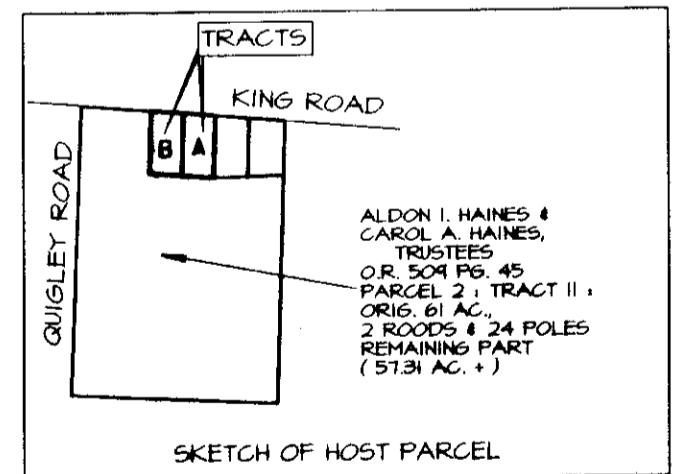 TRACTS
KING ROAD
B A
QUIGLEY ROAD
ALDON I. HAINES &
CAROL A. HAINES,
TRUSTEES
O.R. 509 PG. 45
PARCEL 2 : TRACT II :
ORIG. 61 AC.,
2 ROODS & 24 POLES
REMAINING PART
( 57.31 AC. ± )
SKETCH OF HOST PARCEL